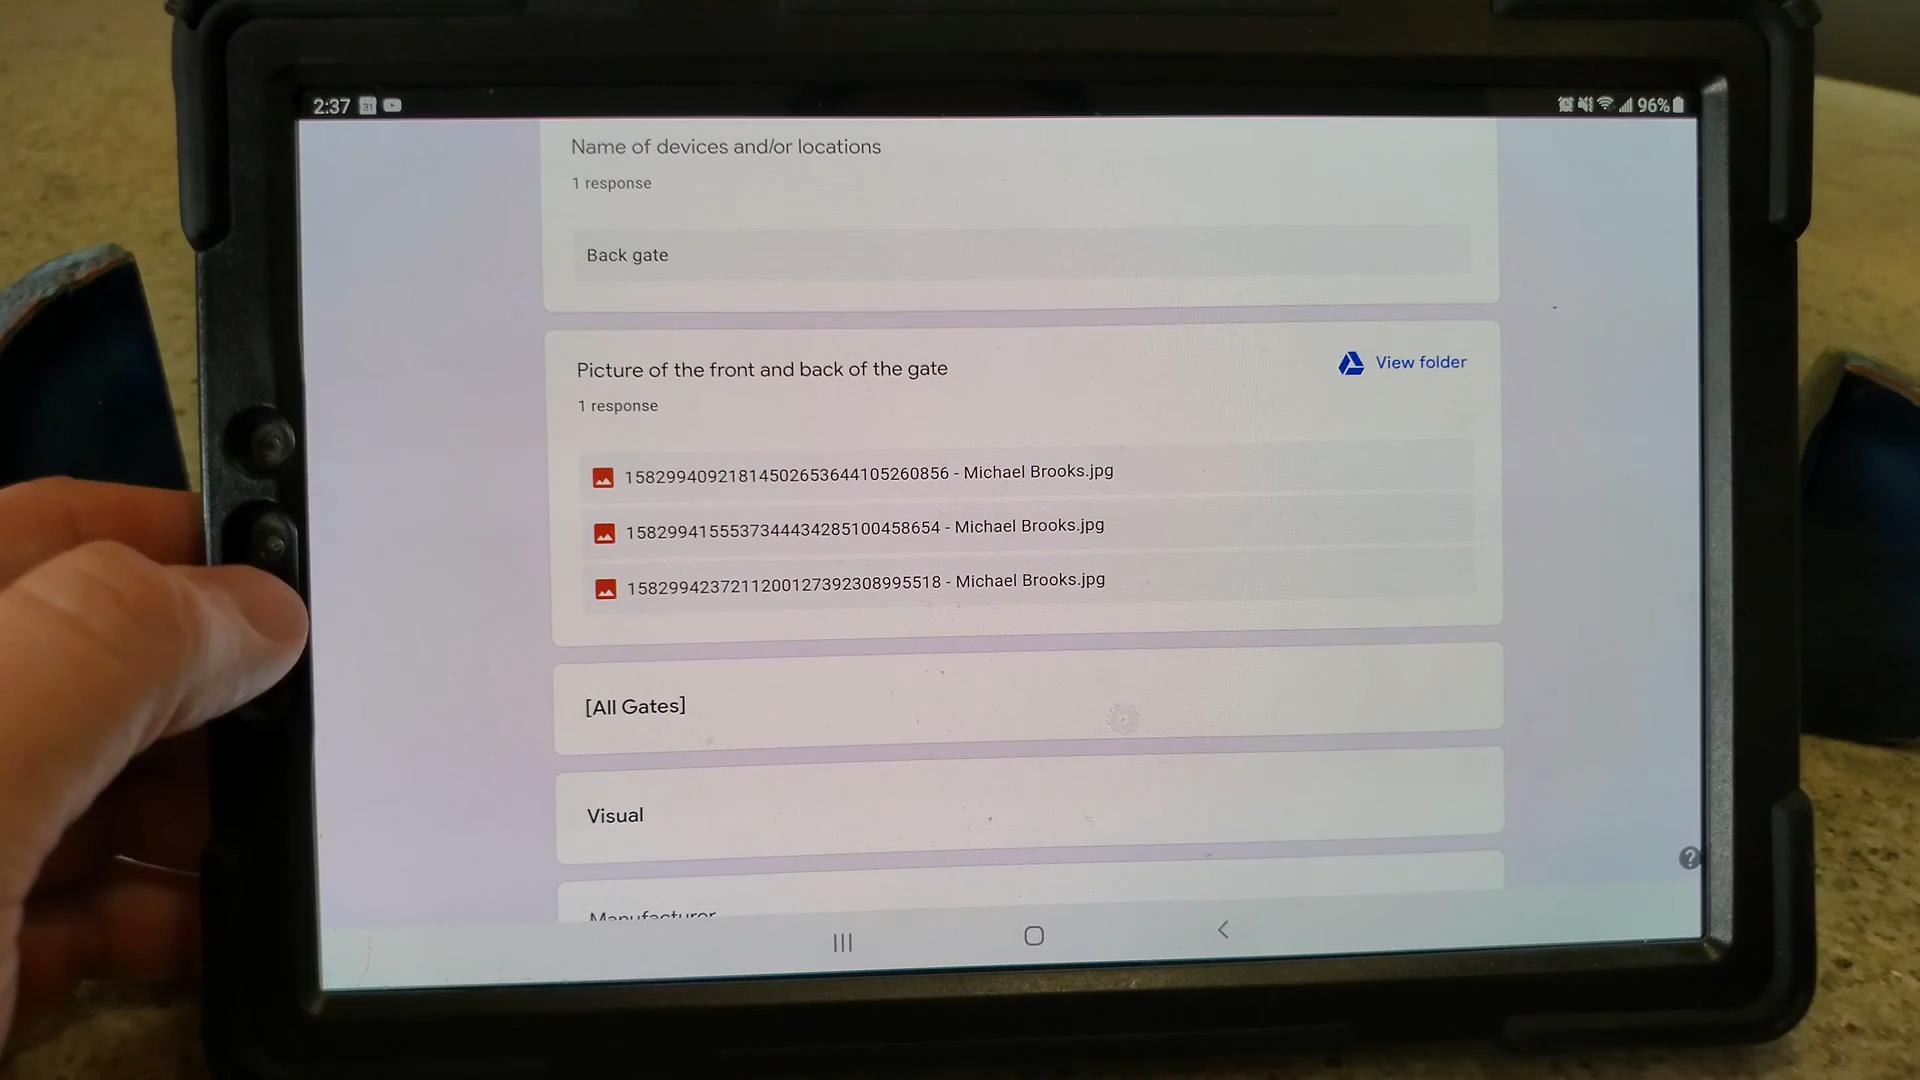 2:37 31 96%
Name of devices and/or locations
1 response
Back gate
Picture of the front and back of the gate
View folder
1 response
15829940921814502653644105260856 - Michael Brooks.jpg
15829941555373444342851004586​54 - Michael Brooks.jpg
15829942372112001273923089955​18 - Michael Brooks.jpg
[All Gates]
Visual
Manufacturer
?